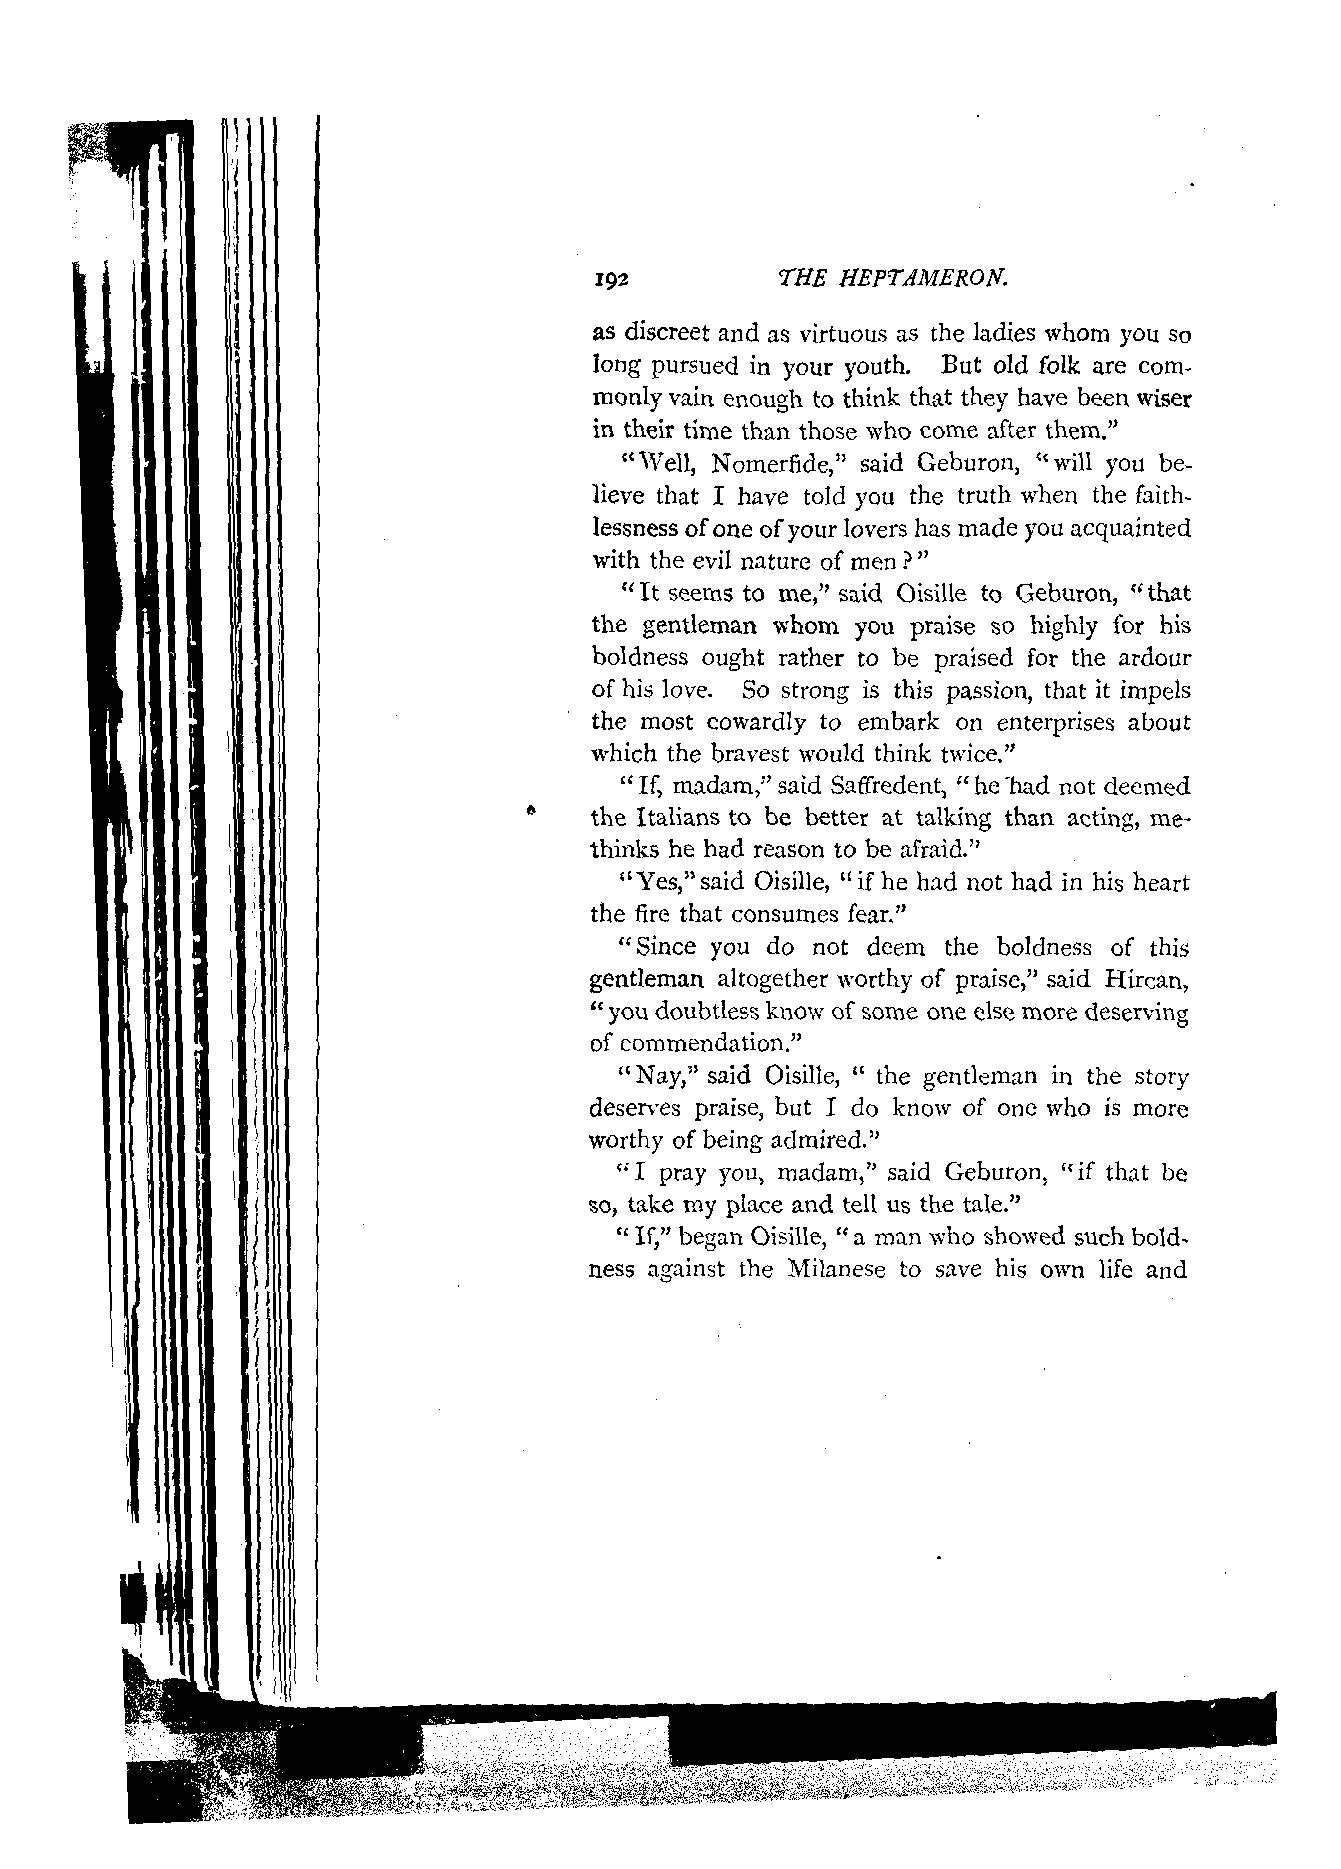 192 THE HEPTAMERON.
as discreet and as virtuous as the ladies whom you so
long pursued in your youth. But old folk are com-
monly vain enough to think that they have been wiser
in their time than those who come after them.”
“Well, Nomerfide,” said Geburon, “will you be-
lieve that I have told you the truth when the faith-
lessness of one of your lovers has made you acquainted
with the evil nature of men?”
“It seems to me,” said Oisille to Geburon, “that
the gentleman whom you praise so highly for his
boldness ought rather to be praised for the ardour
of his love. So strong is this passion, that it impels
the most cowardly to embark on enterprises about
which the bravest would think twice.”
“If, madam,” said Saffredent, “he had not deemed
the Italians to be better at talking than acting, me-
thinks he had reason to be afraid.”
“Yes,” said Oisille, “if he had not had in his heart
the fire that consumes fear.”
“Since you do not deem the boldness of this
gentleman altogether worthy of praise,” said Hircan,
“you doubtless know of some one else more deserving
of commendation.”
“Nay,” said Oisille, “ the gentleman in the story
deserves praise, but I do know of one who is more
worthy of being admired.”
“I pray you, madam,” said Geburon, “if that be
so, take my place and tell us the tale.”
“If,” began Oisille, “a man who showed such bold-
ness against the Milanese to save his own life and